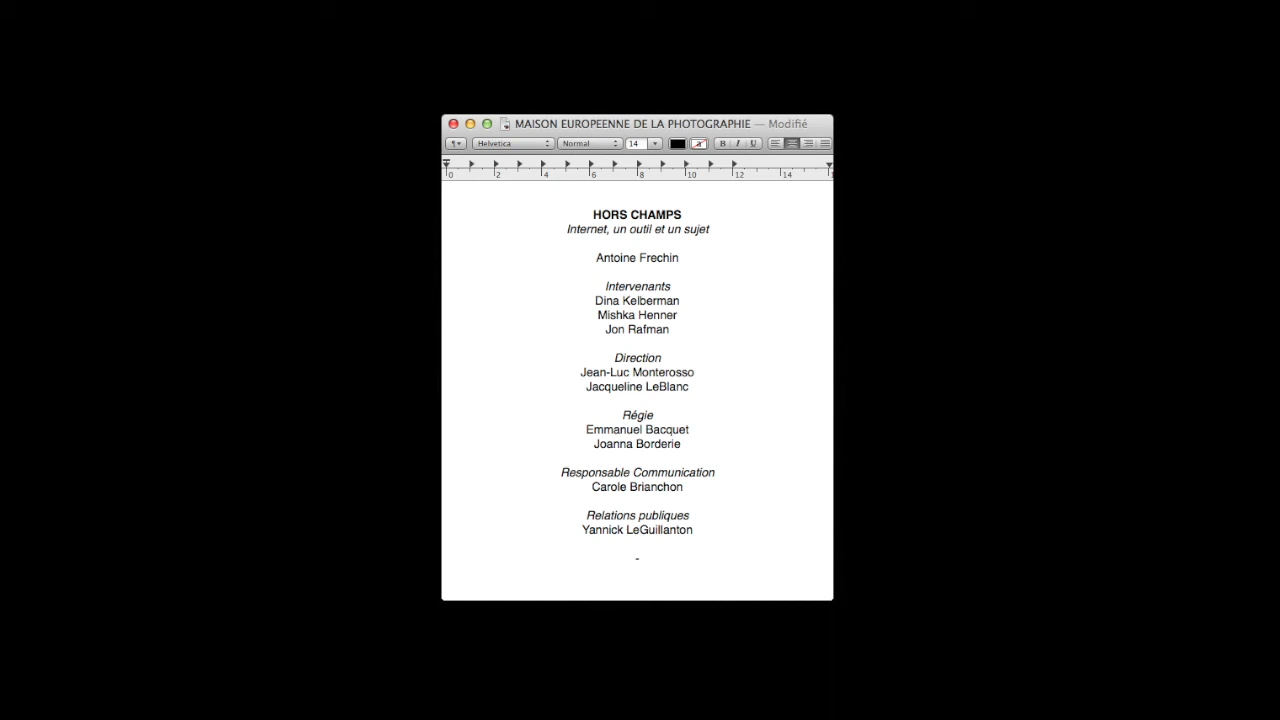 MAISON EUROPEENNE DE LA PHOTOGRAPHIE — Modifié
¶ Helvetica Normal 14 a B I U
0 2 4 6 8 10 12 14
HORS CHAMPS
Internet, un outil et un sujet
Antoine Frechin
Intervenants
Dina Kelberman
Mishka Henner
Jon Rafman
Direction
Jean-Luc Monterosso
Jacqueline LeBlanc
Régie
Emmanuel Bacquet
Joanna Borderie
Responsable Communication
Carole Brianchon
Relations publiques
Yannick LeGuillanton
-